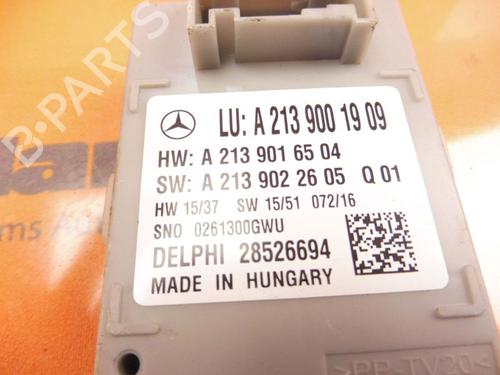 LU: A 213 900 19 09
HW: A 213 901 65 04
SW: A 213 902 26 05 Q 01
HW 15/37 SW 15/51 072/16
SNO 0261300GWU
DELPHI 28526694
MADE IN HUNGARY
>PP-TV20<